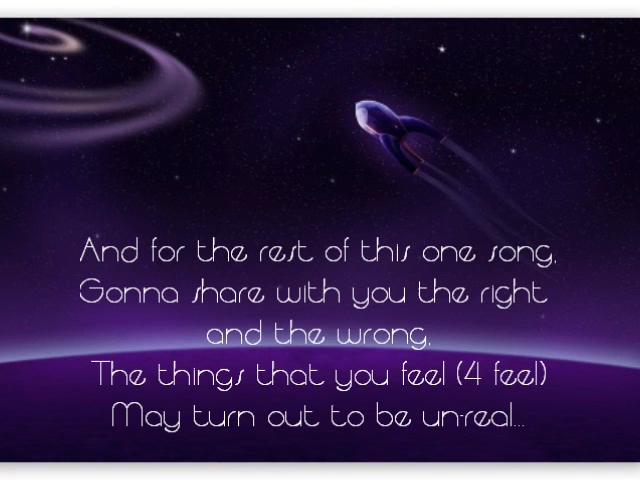 And for the rest of this one song,
Gonna share with you the right
and the wrong,
The things that you feel (4 feel)
May turn out to be un-real...